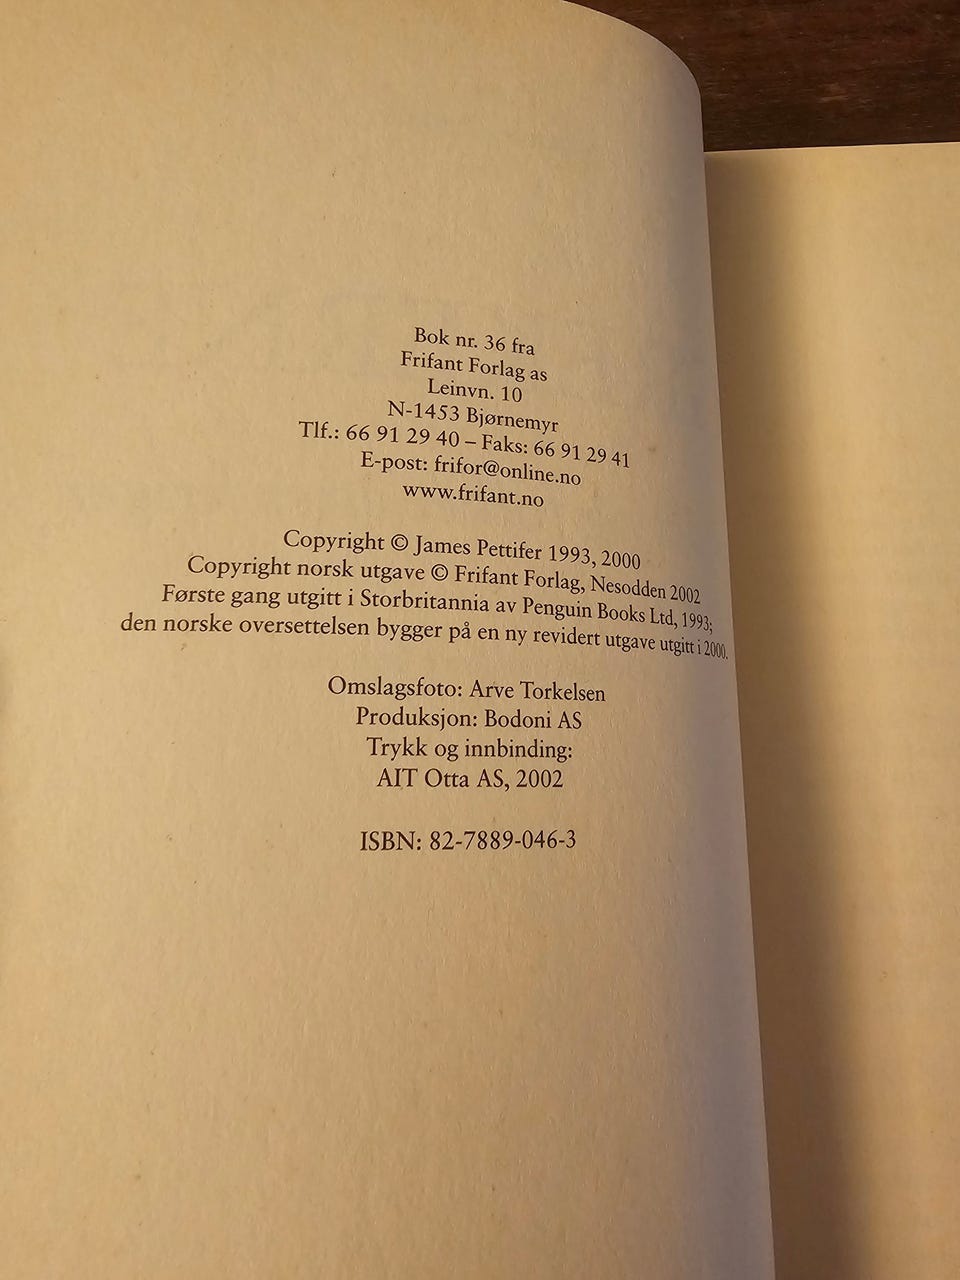 Bok nr. 36 fra
Frifant Forlag as
Leinvn. 10
N-1453 Bjørnemyr
Tlf.: 66 91 29 40 – Faks: 66 91 29 41
E-post: frifor@online.no
www.frifant.no
Copyright © James Pettifer 1993, 2000
Copyright norsk utgave © Frifant Forlag, Nesodden 2002
Første gang utgitt i Storbritannia av Penguin Books Ltd, 1993;
den norske oversettelsen bygger på en ny revidert utgave utgitt i 2000.
Omslagsfoto: Arve Torkelsen
Produksjon: Bodoni AS
Trykk og innbinding:
AIT Otta AS, 2002
ISBN: 82-7889-046-3